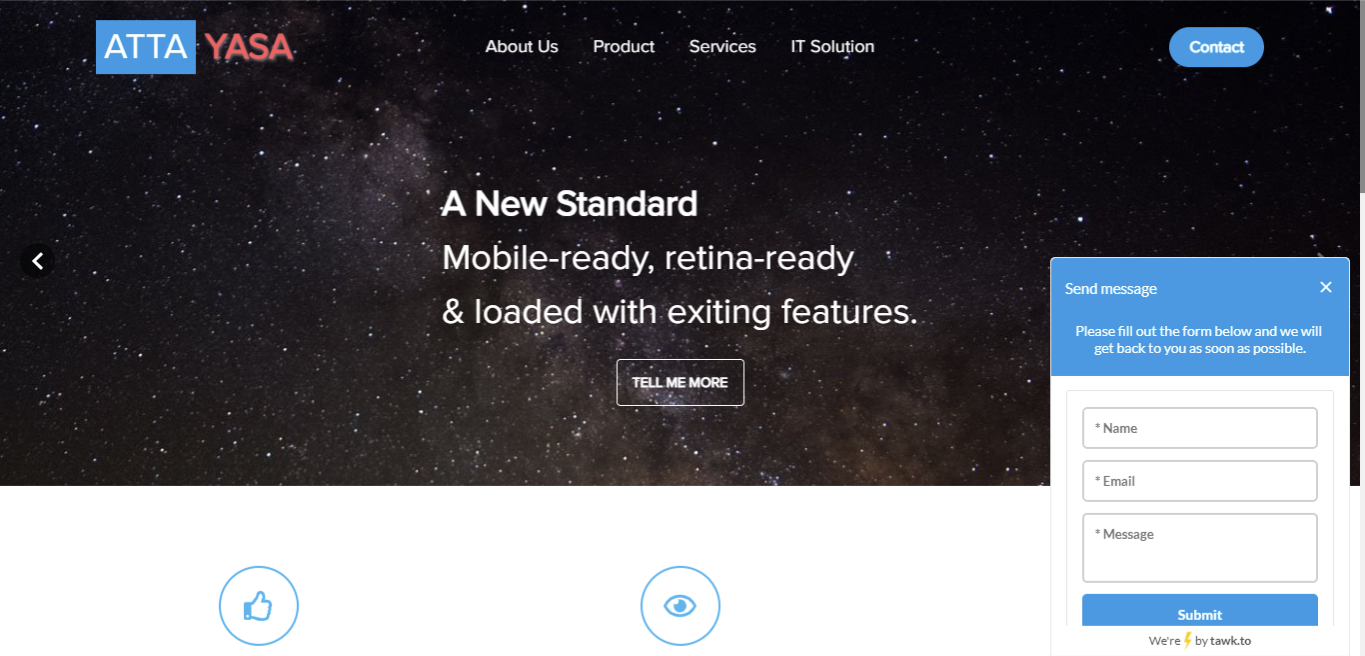 ATTA YASA
About Us
Product
Services
IT Solution
Contact
A New Standard
Mobile-ready, retina-ready
& loaded with exiting features.
TELL ME MORE
Send message
Please fill out the form below and we will
get back to you as soon as possible.
* Name
* Email
* Message
Submit
We're by tawk.to